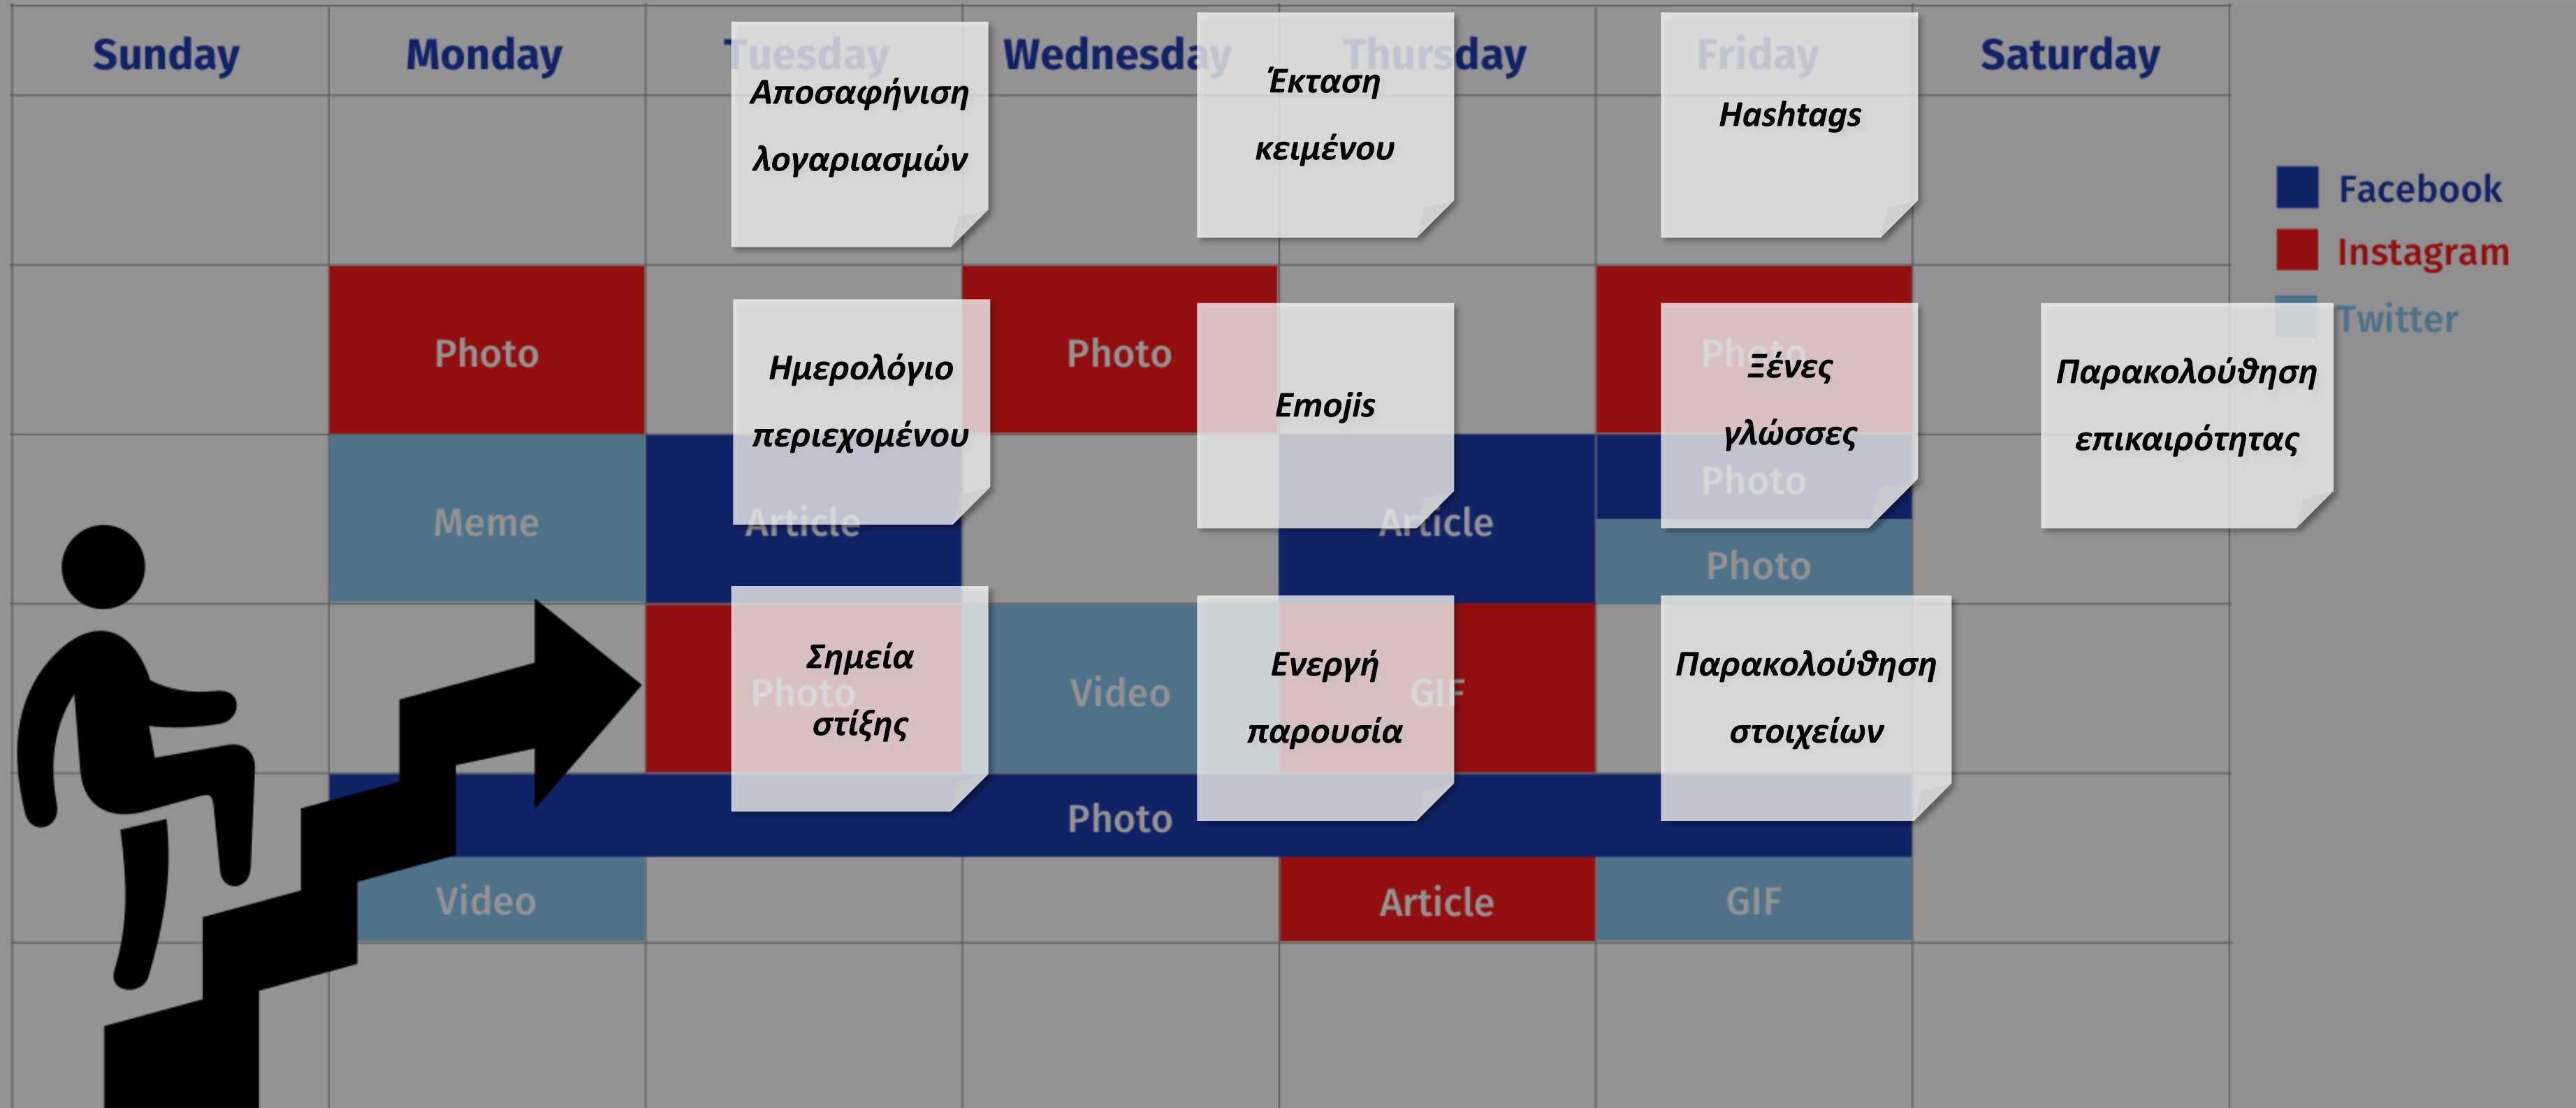 Sunday
Monday
Tuesday
Wednesday
Thursday
Friday
Saturday
Αποσαφήνιση
λογαριασμών
Έκταση
κειμένου
Hashtags
Facebook
Instagram
Twitter
Photo
Ημερολόγιο
περιεχομένου
Photo
Emojis
Photo
Ξένες
γλώσσες
Παρακολούθηση
επικαιρότητας
Meme
Article
Article
Photo
Photo
Σημεία
στίξης
Photo
Video
Ενεργή
παρουσία
GIF
Παρακολούθηση
στοιχείων
Photo
Video
Article
GIF